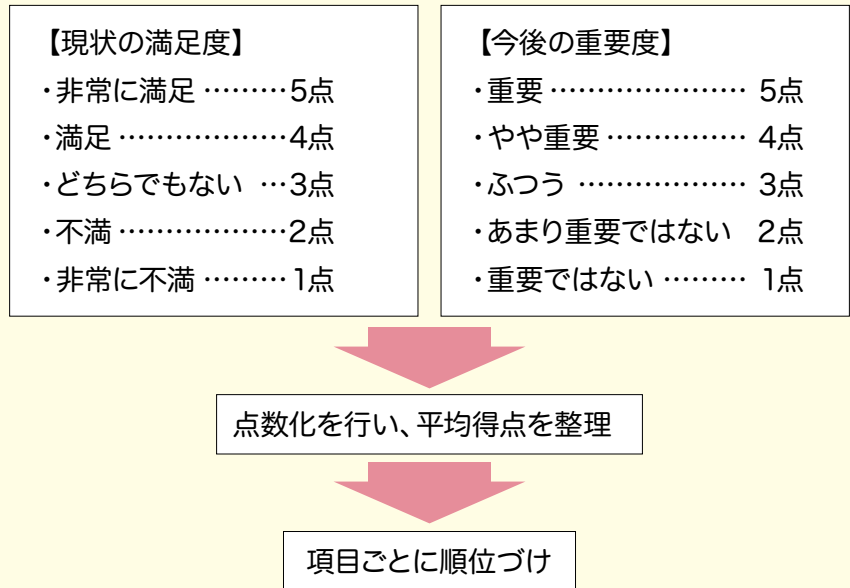 【現状の満足度】
・非常に満足 ………5点
・満足 ………………4点
・どちらでもない …3点
・不満 ………………2点
・非常に不満 ………1点
【今後の重要度】
・重要 ………………… 5点
・やや重要 …………… 4点
・ふつう ……………… 3点
・あまり重要ではない 2点
・重要ではない ……… 1点
点数化を行い、平均得点を整理
項目ごとに順位づけ